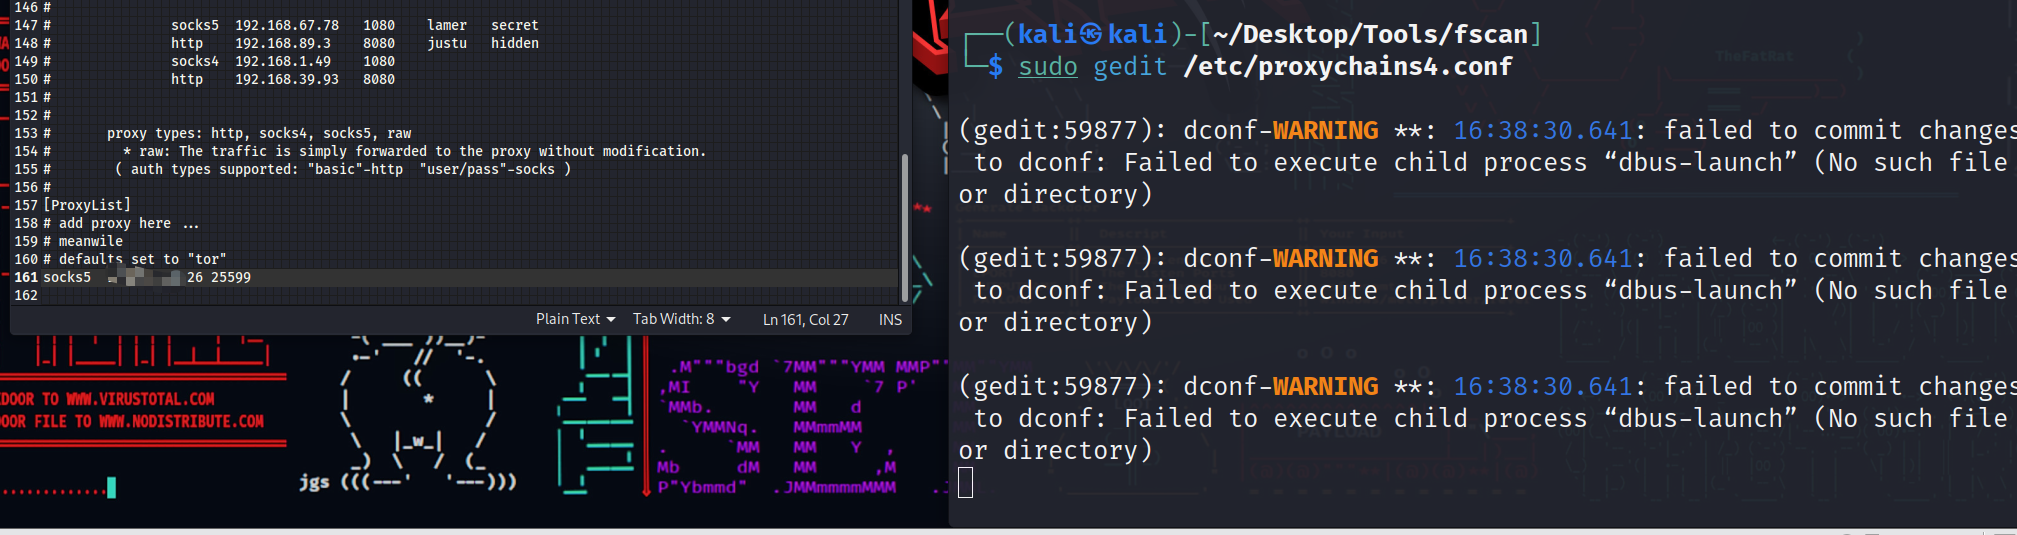 146 #
147 # socks5 192.168.67.78 1080 lamer secret
148 # http 192.168.89.3 8080 justu hidden
149 # socks4 192.168.1.49 1080
150 # http 192.168.39.93 8080
151 #
152 #
153 # proxy types: http, socks4, socks5, raw
154 # * raw: The traffic is simply forwarded to the proxy without modification.
155 # ( auth types supported: "basic"-http "user/pass"-socks )
156 #
157 [ProxyList]
158 # add proxy here ...
159 # meanwile
160 # defaults set to "tor"
161 socks5 26 25599
162
Plain Text Tab Width: 8 Ln 161, Col 27 INS
DOOR TO WWW.VIRUSTOTAL.COM
OOR FILE TO WWW.NODISTRIBUTE.COM
jgs
(kali㉿kali)-[~/Desktop/Tools/fscan]
$ sudo gedit /etc/proxychains4.conf
(gedit:59877): dconf-WARNING **: 16:38:30.641: failed to commit changes
to dconf: Failed to execute child process “dbus-launch” (No such file
or directory)
(gedit:59877): dconf-WARNING **: 16:38:30.641: failed to commit changes
to dconf: Failed to execute child process “dbus-launch” (No such file
or directory)
(gedit:59877): dconf-WARNING **: 16:38:30.641: failed to commit changes
to dconf: Failed to execute child process “dbus-launch” (No such file
or directory)
TheFatRat